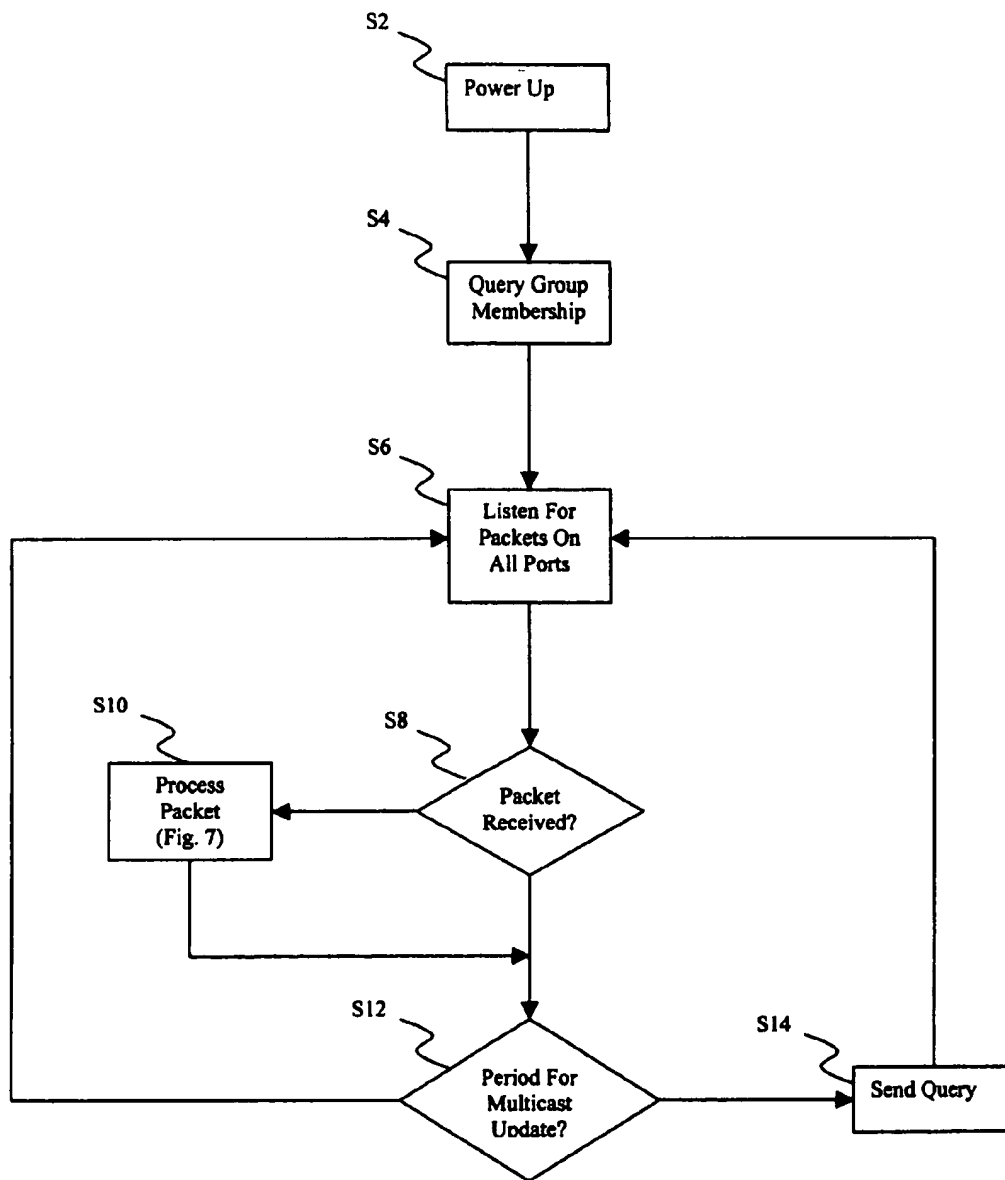 S2
Power Up
S4
Query Group
Membership
S6
Listen For
Packets On
All Ports
S10
Process
Packet
(Fig. 7)
S8
Packet
Received?
S12
Period For
Multicast
Update?
S14
Send Query